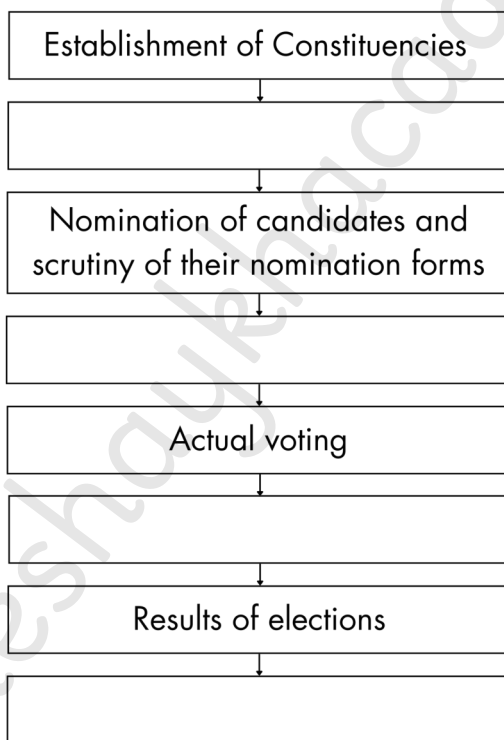 Establishment of Constituencies
Nomination of candidates and
scrutiny of their nomination forms
Actual voting
Results of elections